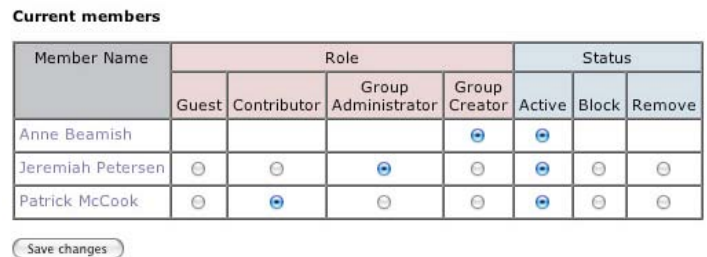 Current members
Member Name Role Status
Guest Contributor Group Administrator Group Creator Active Block Remove
Anne Beamish
Jeremiah Petersen
Patrick McCook
Save changes